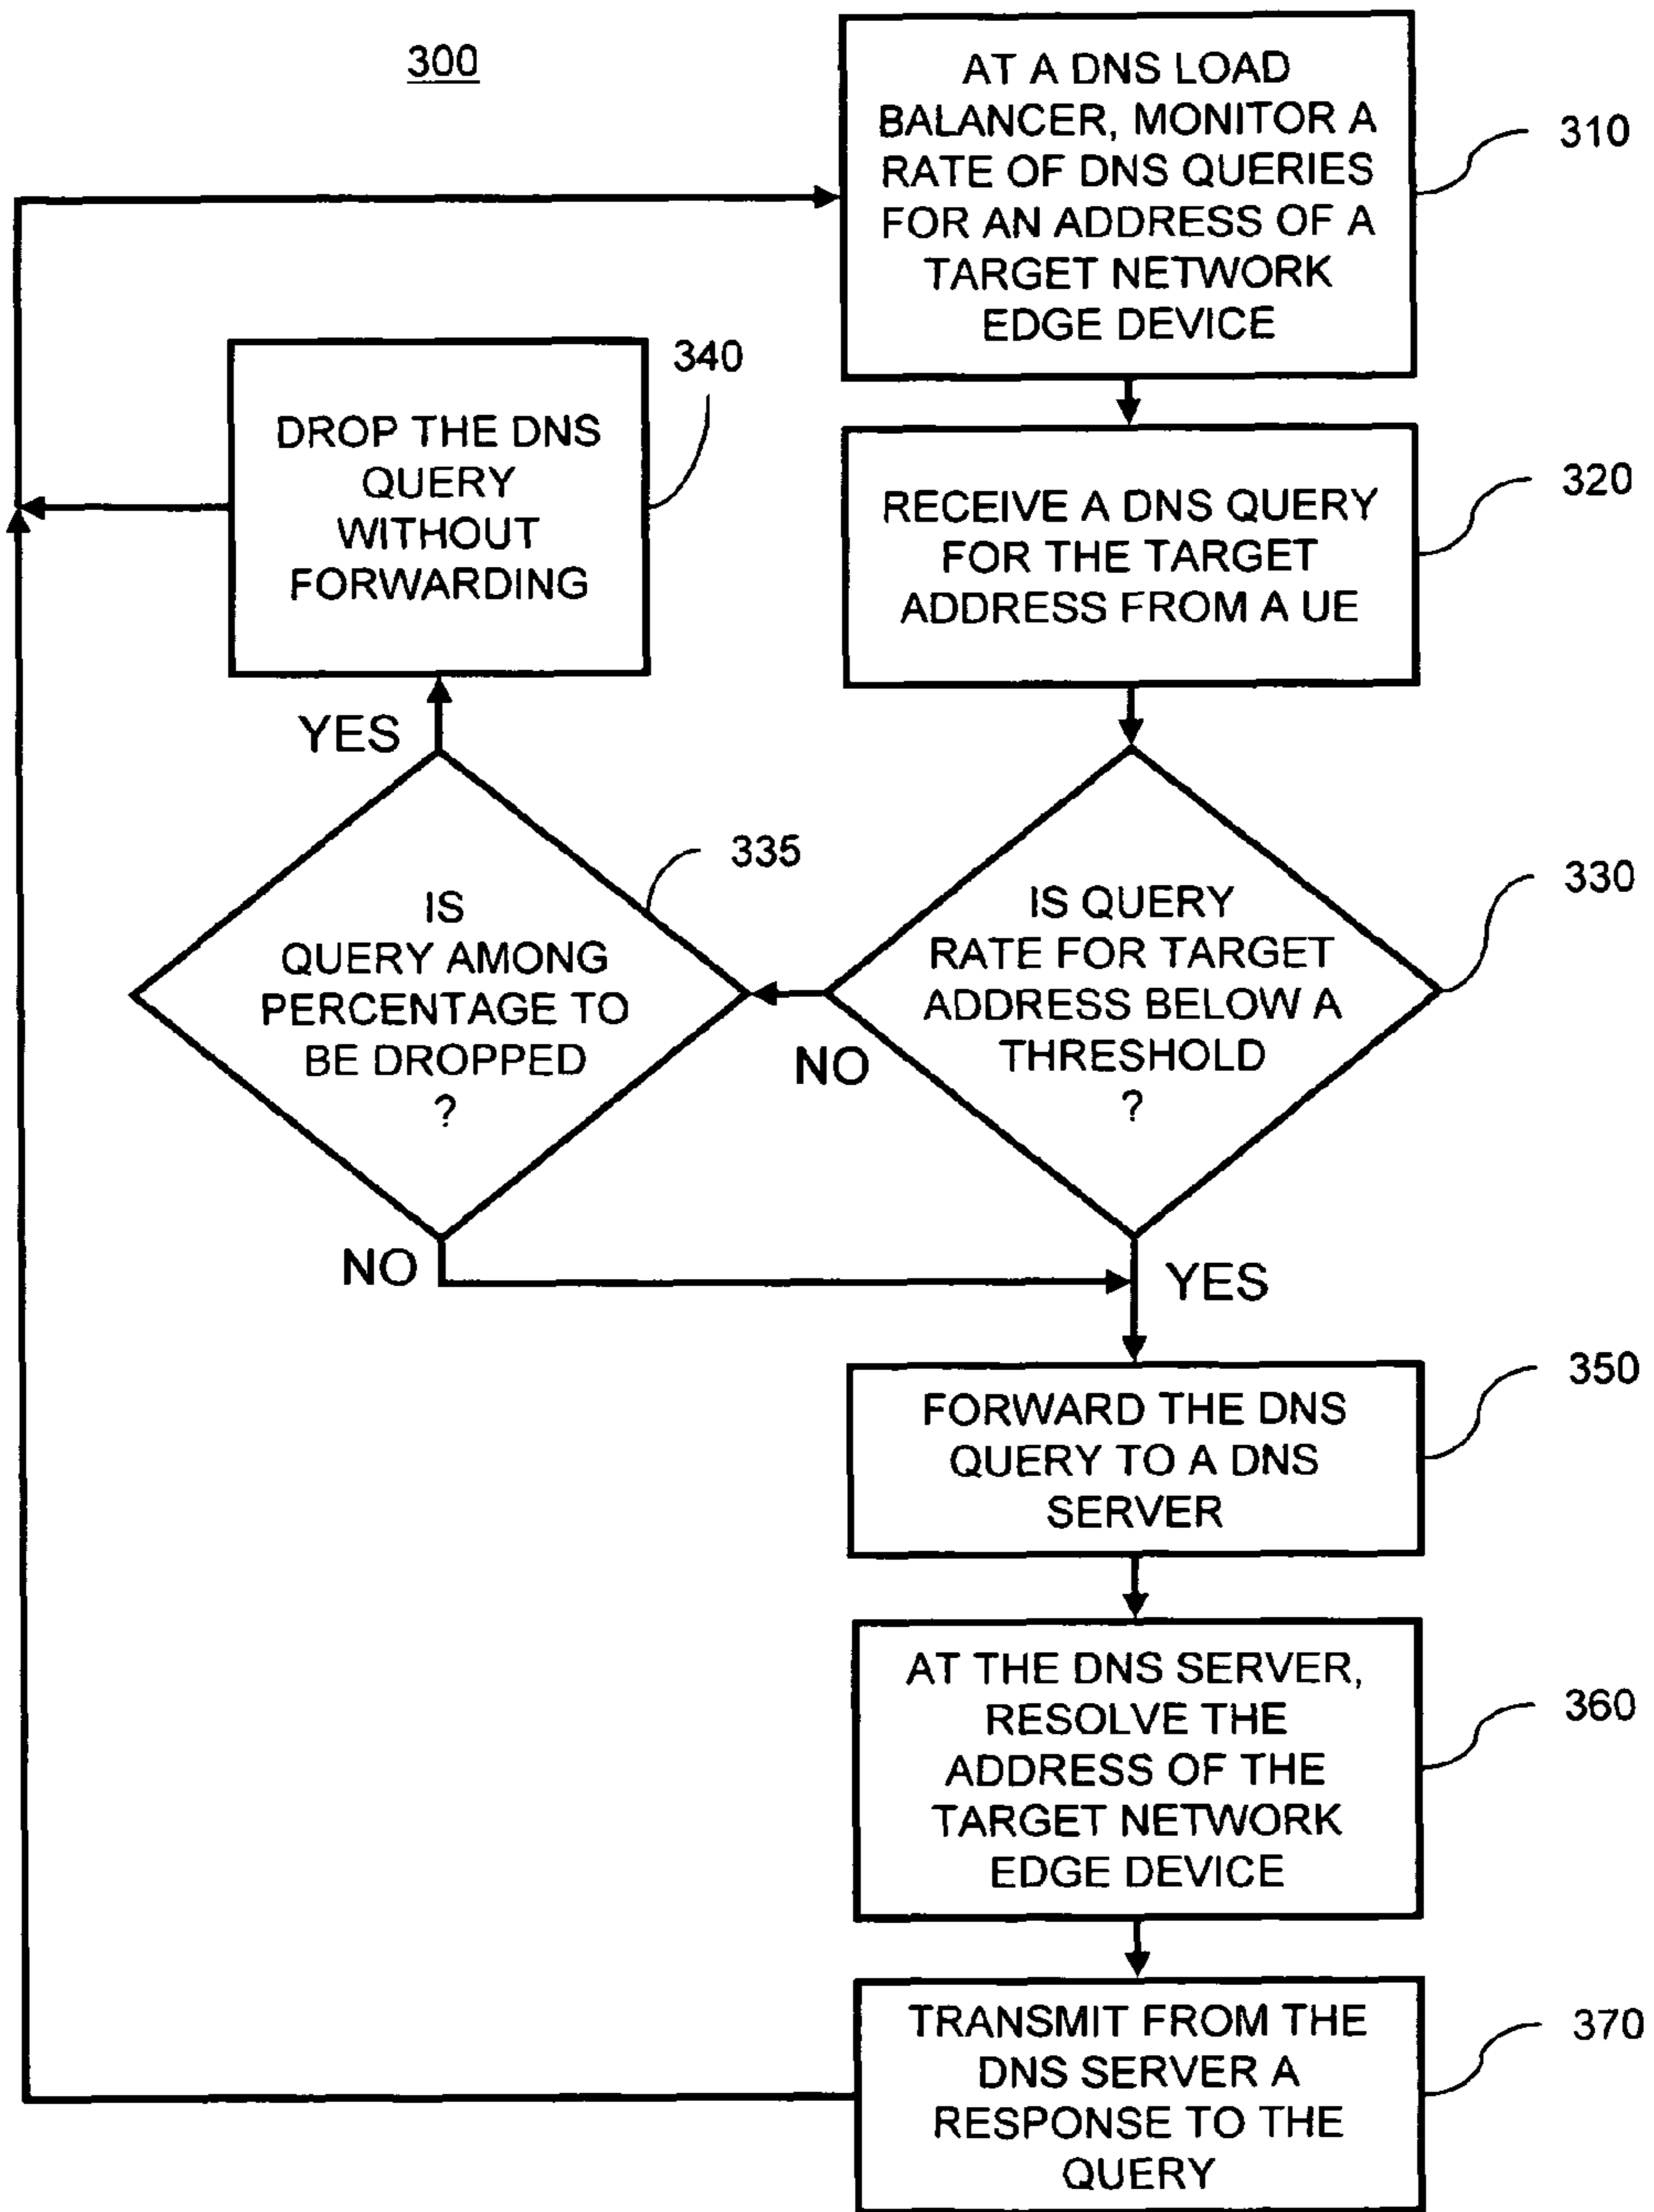 300
AT A DNS LOAD
BALANCER, MONITOR A
RATE OF DNS QUERIES
FOR AN ADDRESS OF A
TARGET NETWORK
EDGE DEVICE
310
RECEIVE A DNS QUERY
FOR THE TARGET
ADDRESS FROM A UE
320
IS QUERY
RATE FOR TARGET
ADDRESS BELOW A
THRESHOLD
?
330
NO
YES
IS
QUERY AMONG
PERCENTAGE TO
BE DROPPED
?
335
YES
NO
DROP THE DNS
QUERY
WITHOUT
FORWARDING
340
FORWARD THE DNS
QUERY TO A DNS
SERVER
350
AT THE DNS SERVER,
RESOLVE THE
ADDRESS OF THE
TARGET NETWORK
EDGE DEVICE
360
TRANSMIT FROM THE
DNS SERVER A
RESPONSE TO THE
QUERY
370